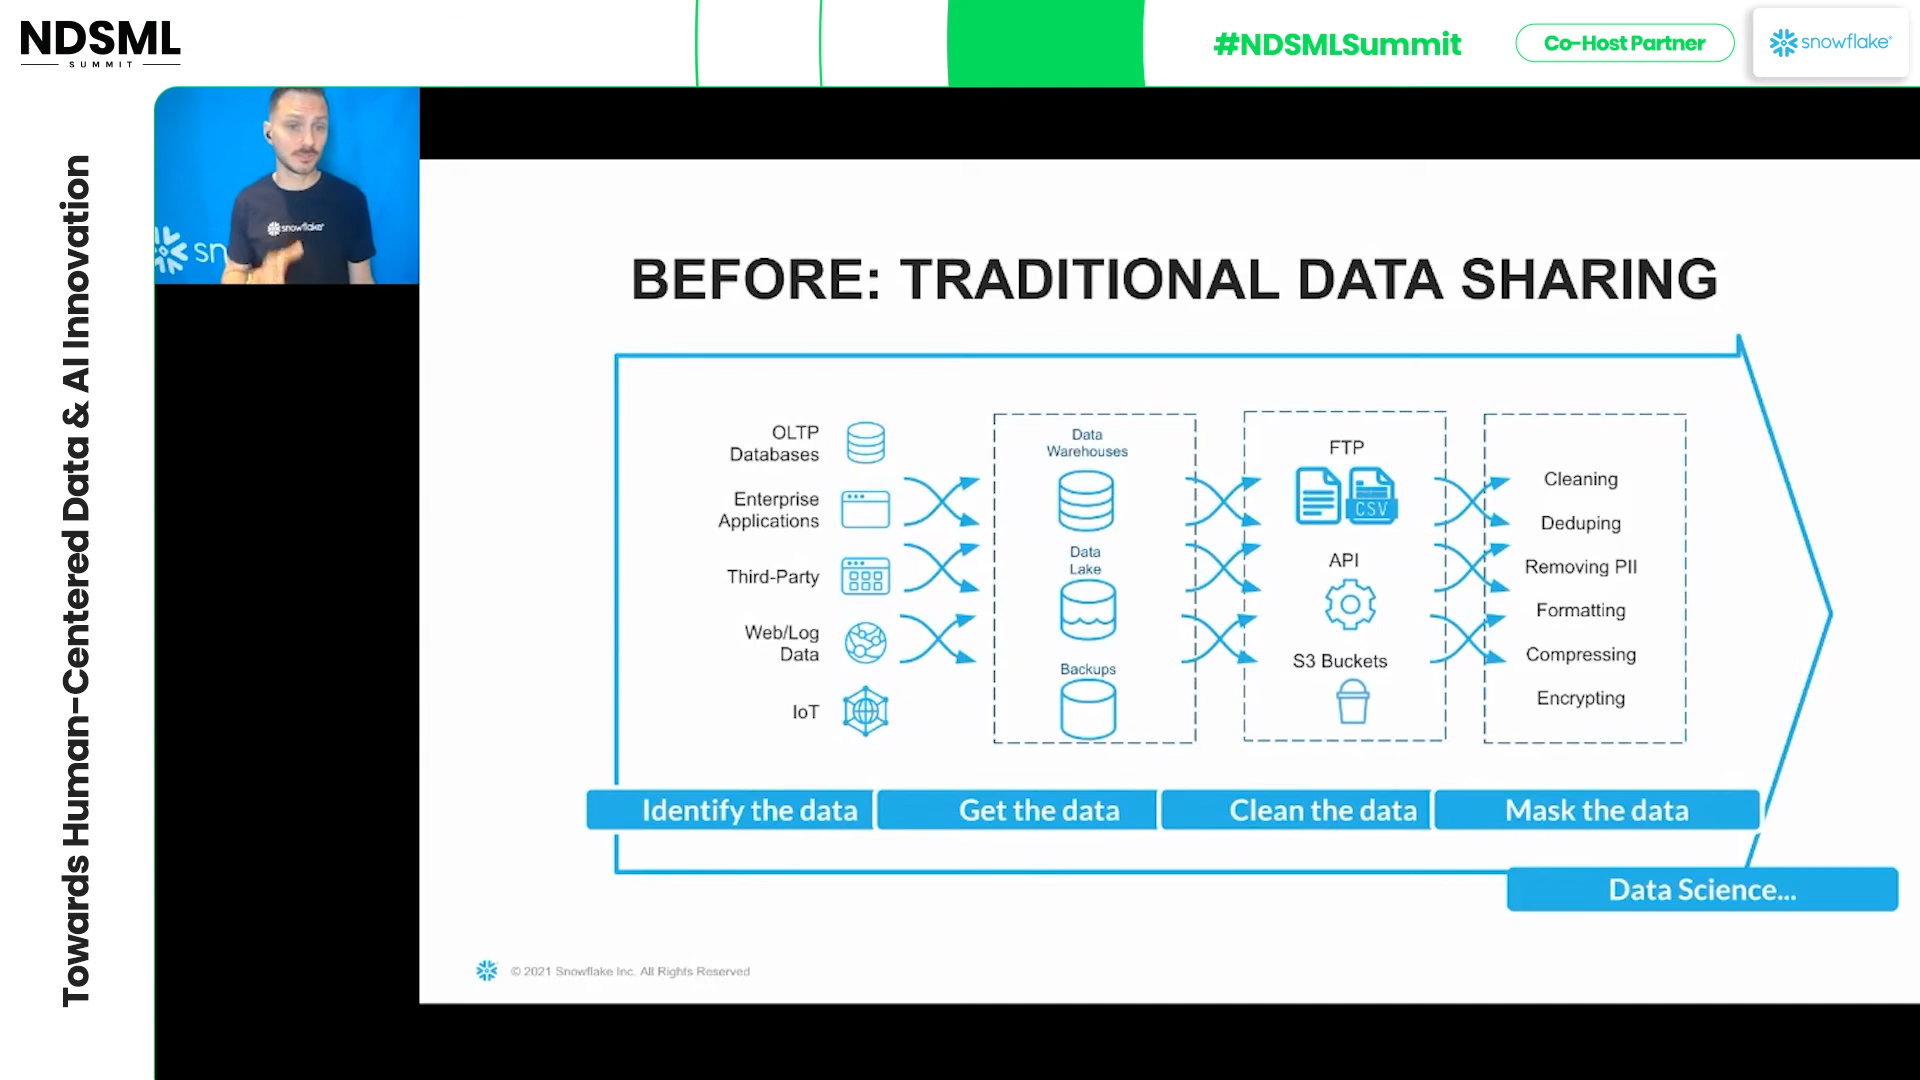 NDSML
SUMMIT
#NDSMLSummit
Co-Host Partner
snowflake®
Towards Human-Centered Data & AI Innovation
snowflake®
sn
BEFORE: TRADITIONAL DATA SHARING
OLTP
Databases
Enterprise
Applications
Third-Party
Web/Log
Data
IoT
Data
Warehouses
Data
Lake
Backups
FTP
CSV
API
S3 Buckets
Cleaning
Deduping
Removing PII
Formatting
Compressing
Encrypting
Identify the data
Get the data
Clean the data
Mask the data
Data Science...
© 2021 Snowflake Inc. All Rights Reserved